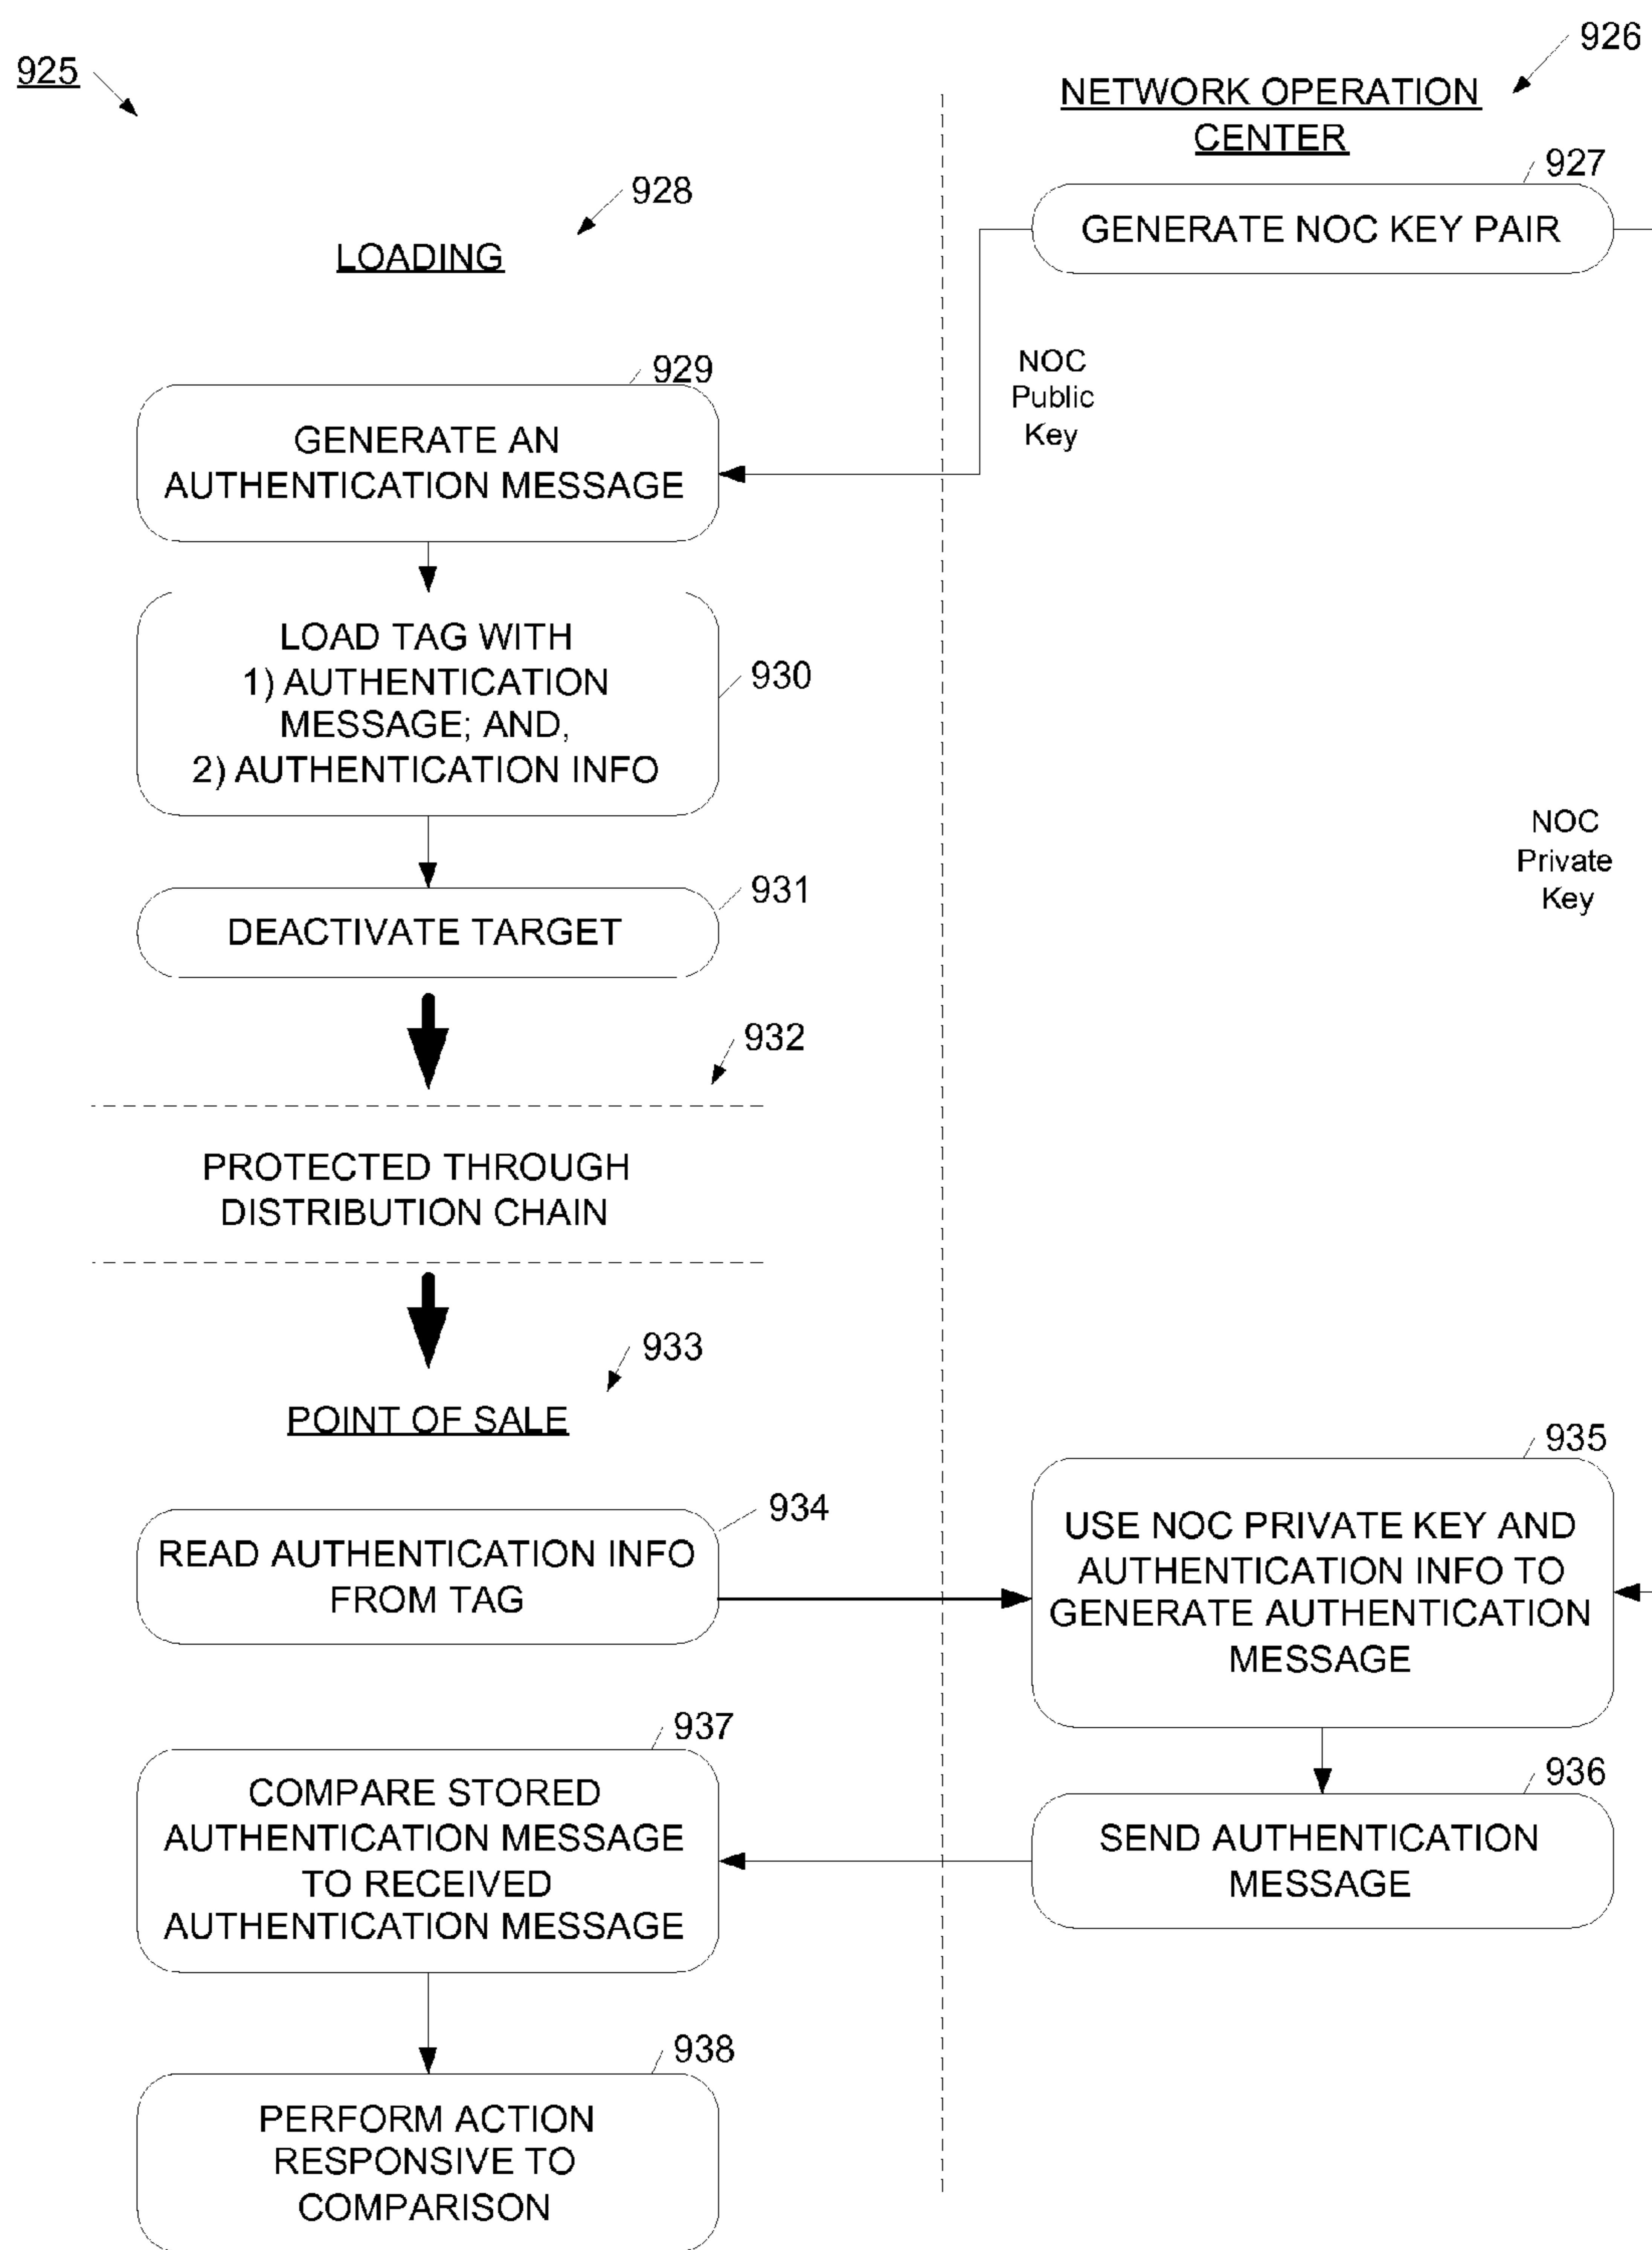 925
926
NETWORK OPERATION
CENTER
927
GENERATE NOC KEY PAIR
928
LOADING
NOC
Public
Key
929
GENERATE AN
AUTHENTICATION MESSAGE
930
LOAD TAG WITH
1) AUTHENTICATION
MESSAGE; AND,
2) AUTHENTICATION INFO
NOC
Private
Key
931
DEACTIVATE TARGET
932
PROTECTED THROUGH
DISTRIBUTION CHAIN
933
POINT OF SALE
934
READ AUTHENTICATION INFO
FROM TAG
935
USE NOC PRIVATE KEY AND
AUTHENTICATION INFO TO
GENERATE AUTHENTICATION
MESSAGE
936
SEND AUTHENTICATION
MESSAGE
937
COMPARE STORED
AUTHENTICATION MESSAGE
TO RECEIVED
AUTHENTICATION MESSAGE
938
PERFORM ACTION
RESPONSIVE TO
COMPARISON